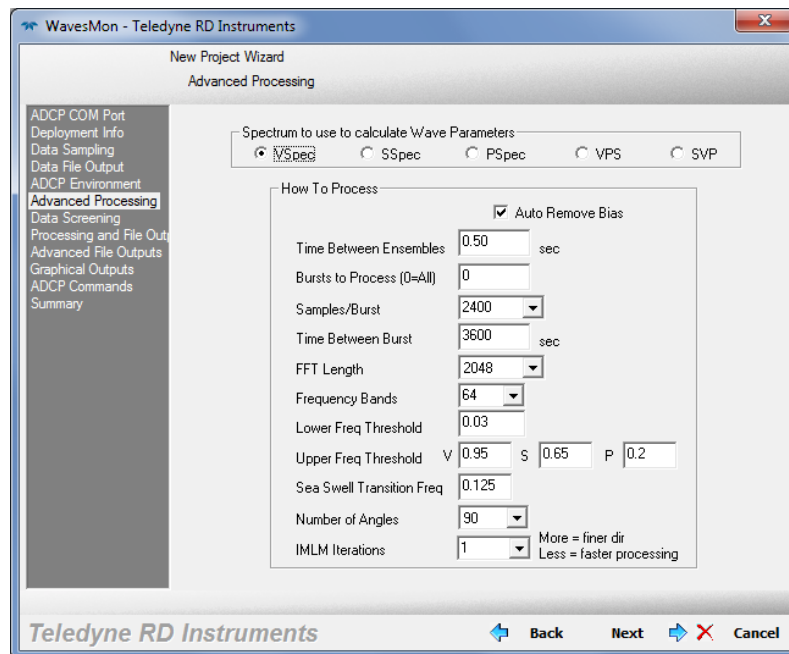 WavesMon - Teledyne RD Instruments
New Project Wizard
Advanced Processing
ADCP COM Port
Deployment Info
Data Sampling
Data File Output
ADCP Environment
Advanced Processing
Data Screening
Processing and File Outp
Advanced File Outputs
Graphical Outputs
ADCP Commands
Summary
Spectrum to use to calculate Wave Parameters
VSpec SSpec PSpec VPS SVP
How To Process
Auto Remove Bias
Time Between Ensembles 0.50 sec
Bursts to Process (0=All) 0
Samples/Burst 2400
Time Between Burst 3600 sec
FFT Length 2048
Frequency Bands 64
Lower Freq Threshold 0.03
Upper Freq Threshold V 0.95 S 0.65 P 0.2
Sea Swell Transition Freq 0.125
Number of Angles 90
IMLM Iterations 1 More = finer dir
Less = faster processing
Teledyne RD Instruments Back Next Cancel